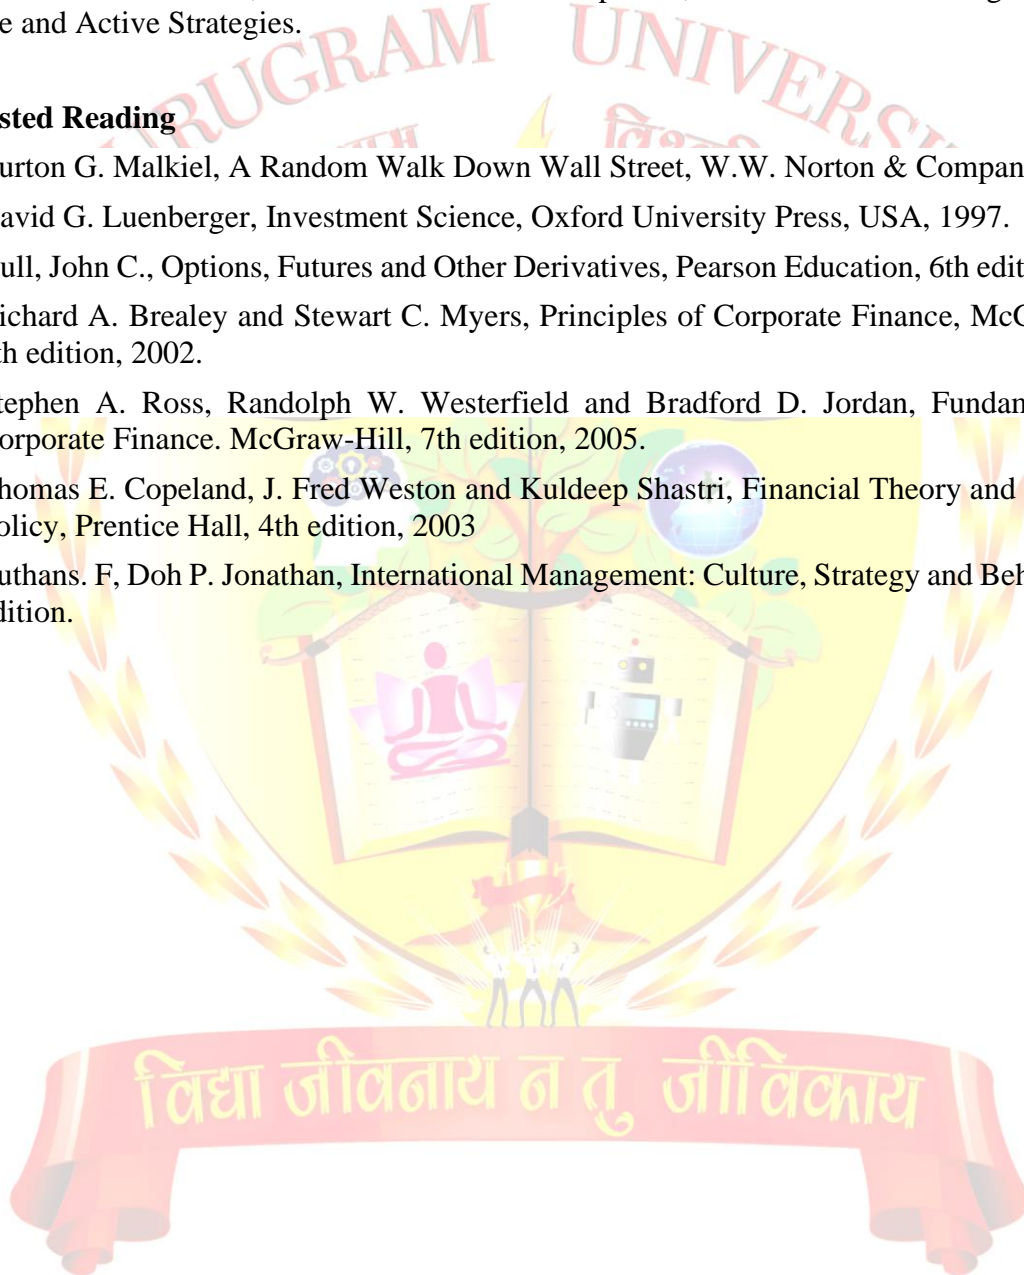 e and Active Strategies.
RUGRAM UNIVERS
sted Reading
urton G. Malkiel, A Random Walk Down Wall Street, W.W. Norton & Compan
avid G. Luenberger, Investment Science, Oxford University Press, USA, 1997.
ull, John C., Options, Futures and Other Derivatives, Pearson Education, 6th edit
ichard A. Brealey and Stewart C. Myers, Principles of Corporate Finance, McG
th edition, 2002.
tephen A. Ross, Randolph W. Westerfield and Bradford D. Jordan, Fundam
orporate Finance. McGraw-Hill, 7th edition, 2005.
homas E. Copeland, J. Fred Weston and Kuldeep Shastri, Financial Theory and
olicy, Prentice Hall, 4th edition, 2003
uthans. F, Doh P. Jonathan, International Management: Culture, Strategy and Beh
dition.
विद्या जीवनाय न तु जीविकाय